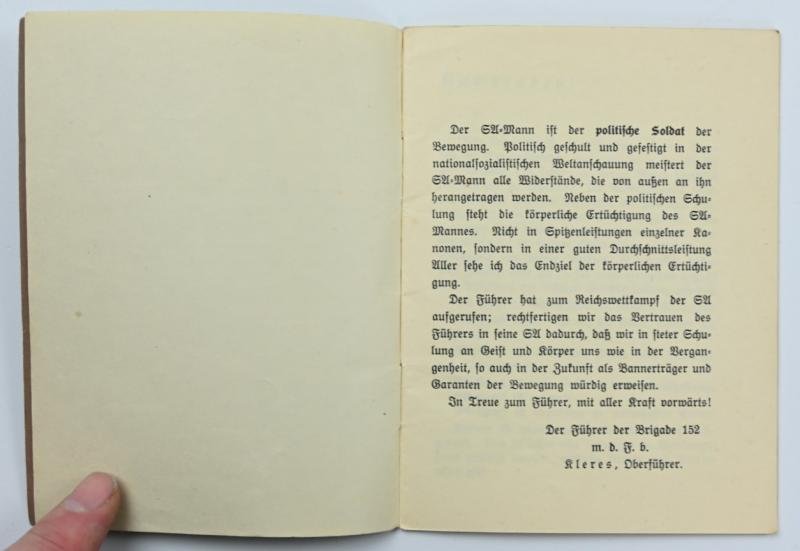 Der SA-Mann ist der politische Soldat der
Bewegung. Politisch geschult und gefestigt in der
nationalsozialistischen Weltanschauung meistert der
SA-Mann alle Widerstände, die von außen an ihn
herangetragen werden. Neben der politischen Schu-
lung steht die körperliche Ertüchtigung des SA-
Mannes. Nicht in Spitzenleistungen einzelner Ka-
nonen, sondern in einer guten Durchschnittsleistung
Aller sehe ich das Endziel der körperlichen Ertüchti-
gung.
Der Führer hat zum Reichswettkampf der SA
aufgerufen; rechtfertigen wir das Vertrauen des
Führers in seine SA dadurch, daß wir in steter Schu-
lung an Geist und Körper uns wie in der Vergan-
genheit, so auch in der Zukunft als Bannerträger und
Garanten der Bewegung würdig erweisen.
In Treue zum Führer, mit aller Kraft vorwärts!
Der Führer der Brigade 152
m. d. F. b.
Kleres, Oberführer.